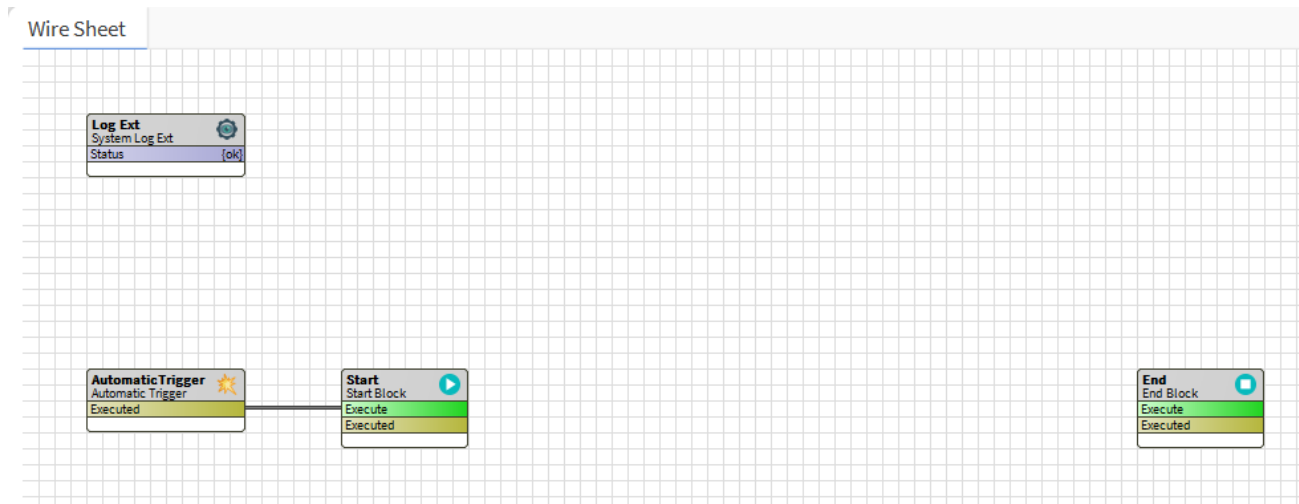 Wire Sheet
Log Ext
System Log Ext
Status {ok}
AutomaticTrigger
Automatic Trigger
Executed
Start
Start Block
Execute
Executed
End
End Block
Execute
Executed